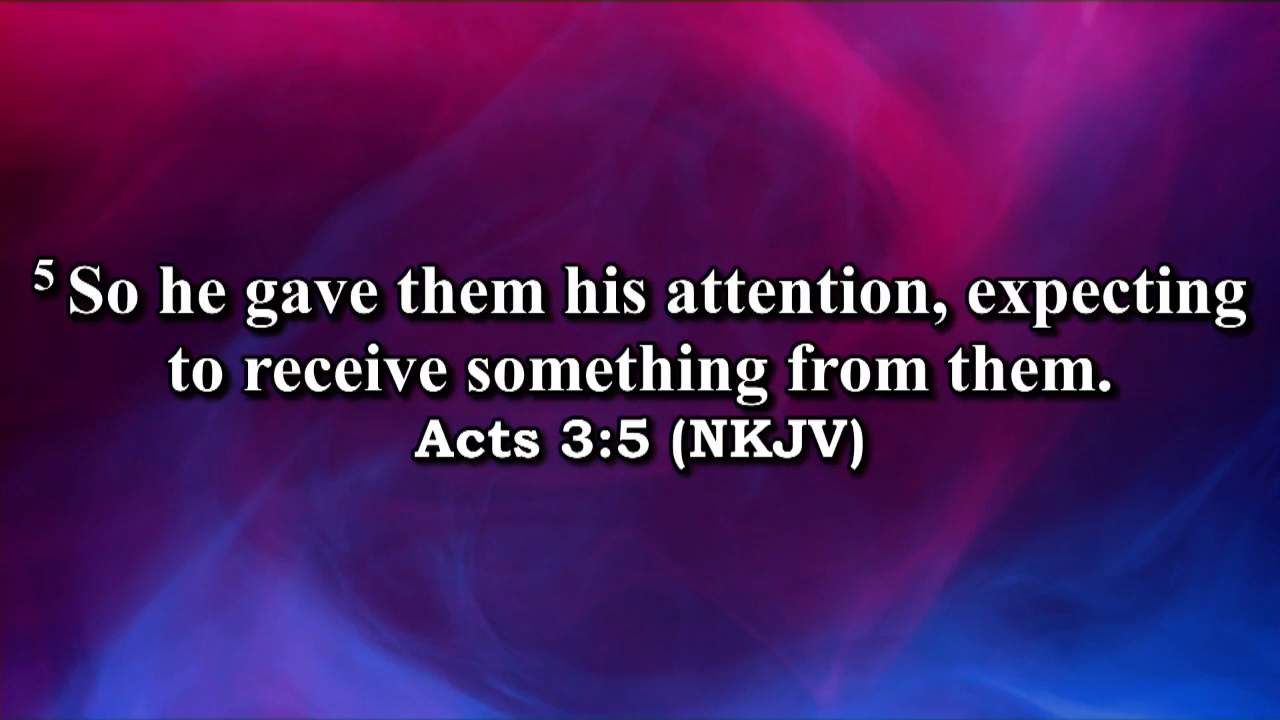 5 So he gave them his attention, expecting
to receive something from them.
Acts 3:5 (NKJV)